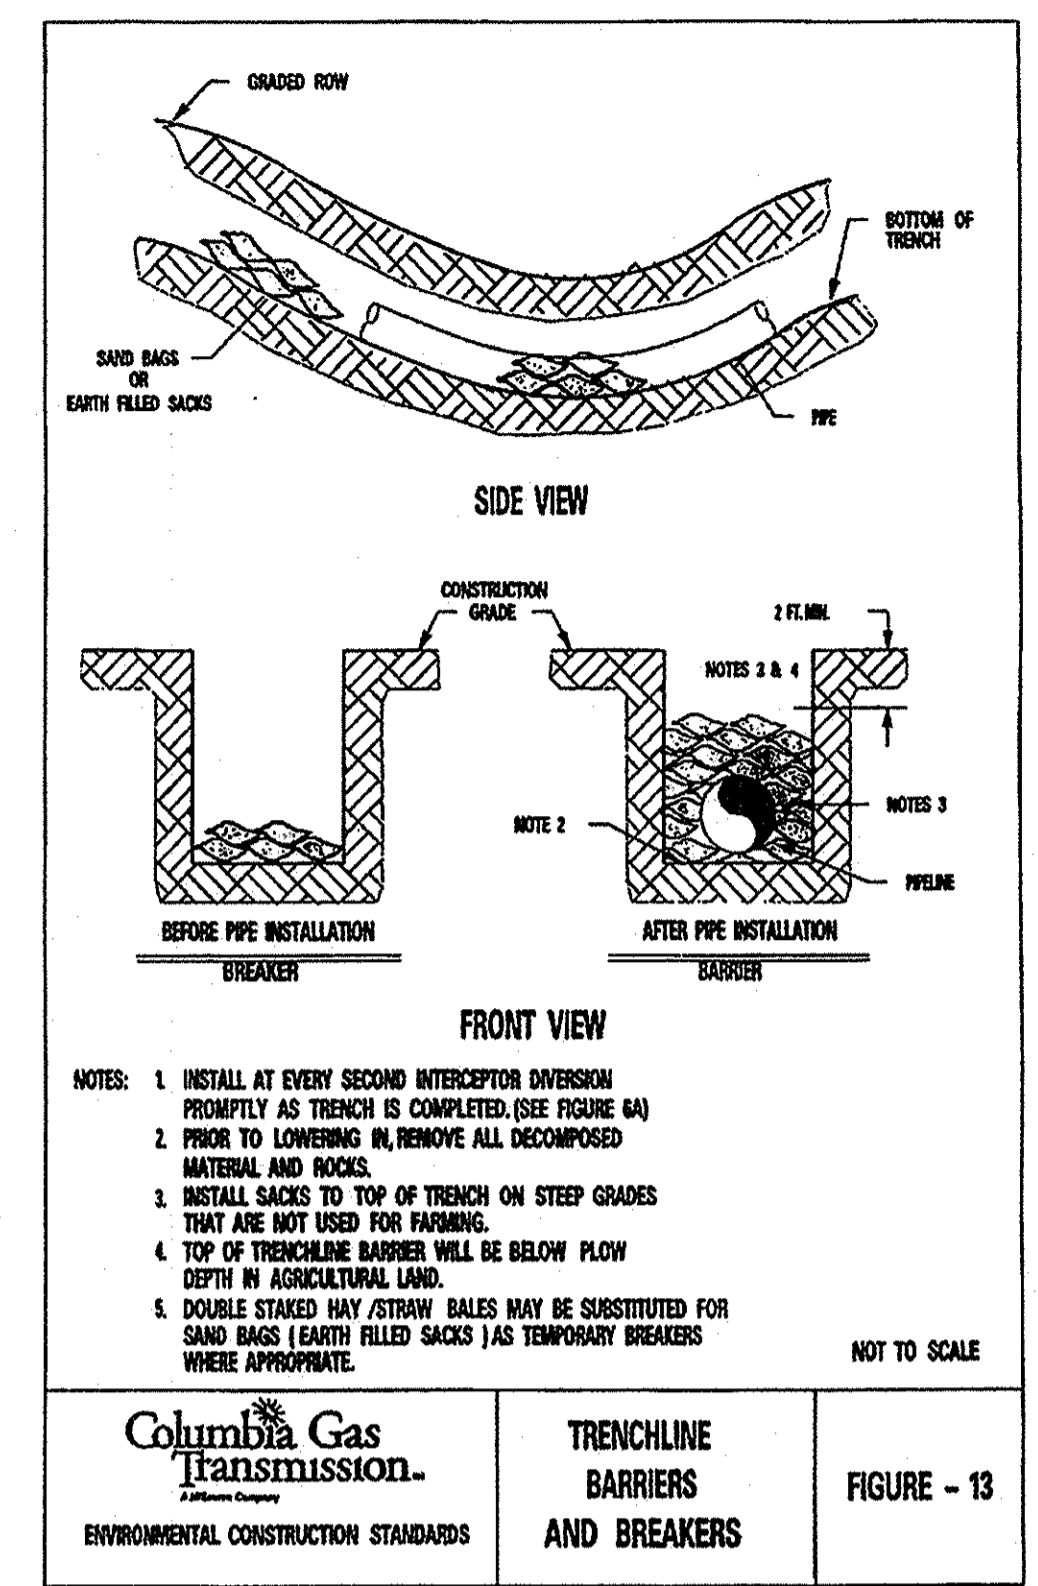 GRADED ROW
BOTTOM OF
TRENCH
SAND BAGS
OR
EARTH FILLED SACKS
PIPE
SIDE VIEW
CONSTRUCTION
GRADE
2 FT. MIN.
NOTES 3 & 4
NOTE 2
NOTES 3
PIPELINE
BEFORE PIPE INSTALLATION
BREAKER
AFTER PIPE INSTALLATION
BARRIER
FRONT VIEW
NOTES: 1. INSTALL AT EVERY SECOND INTERCEPTOR DIVERSION
PROMPTLY AS TRENCH IS COMPLETED. (SEE FIGURE 6A)
2. PRIOR TO LOWERING IN, REMOVE ALL DECOMPOSED
MATERIAL AND ROCKS.
3. INSTALL SACKS TO TOP OF TRENCH ON STEEP GRADES
THAT ARE NOT USED FOR FARMING.
4. TOP OF TRENCHLINE BARRIER WILL BE BELOW PLOW
DEPTH IN AGRICULTURAL LAND.
5. DOUBLE STAKED HAY /STRAW BALES MAY BE SUBSTITUTED FOR
SAND BAGS ( EARTH FILLED SACKS ) AS TEMPORARY BREAKERS
WHERE APPROPRIATE.
NOT TO SCALE
Columbia Gas
Transmission
A NiSource Company
ENVIRONMENTAL CONSTRUCTION STANDARDS
TRENCHLINE
BARRIERS
AND BREAKERS
FIGURE - 13